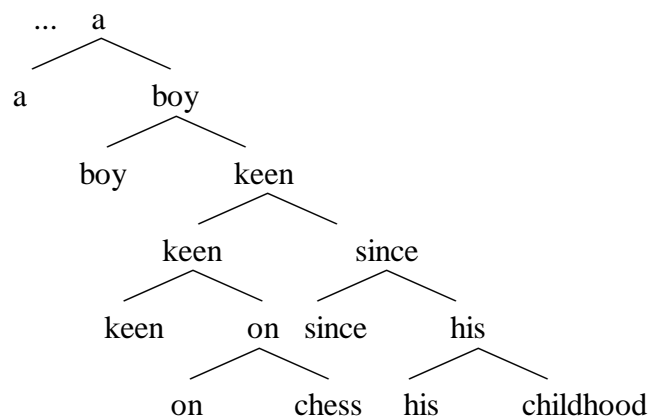 ... a
a boy
boy keen
keen since
keen on since his
on chess his childhood